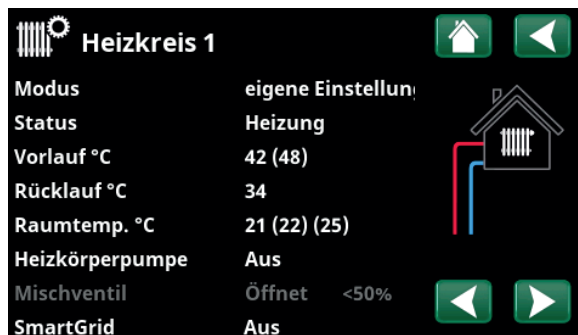 Heizkreis 1
Modus eigene Einstellung
Status Heizung
Vorlauf °C 42 (48)
Rücklauf °C 34
Raumtemp. °C 21 (22) (25)
Heizkörperpumpe Aus
Mischventil Öffnet <50%
SmartGrid Aus